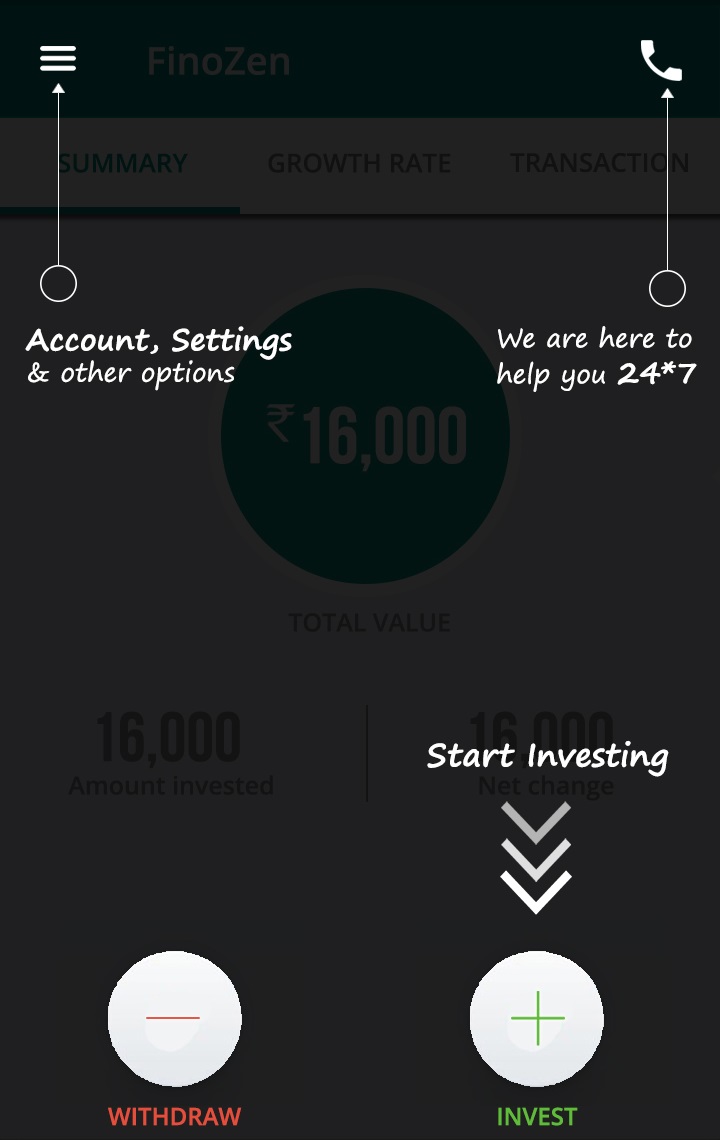 FinoZen
SUMMARY GROWTH RATE TRANSACTION
Account, Settings
& other options
We are here to
help you 24*7
₹16,000
TOTAL VALUE
16,000
Amount invested
16,000
Net change
Start Investing
WITHDRAW
INVEST